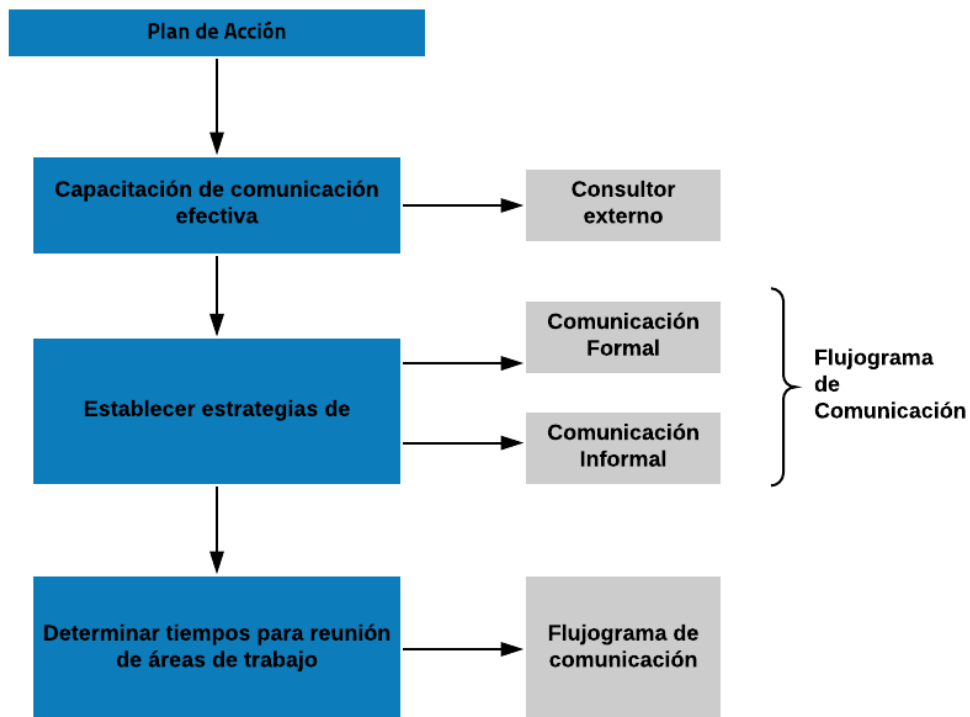 Plan de Acción
Capacitación de comunicación
efectiva
Consultor
externo
Establecer estrategias de
Comunicación
Formal
Comunicación
Informal
Flujograma
de
Comunicación
Determinar tiempos para reunión
de áreas de trabajo
Flujograma de
comunicación